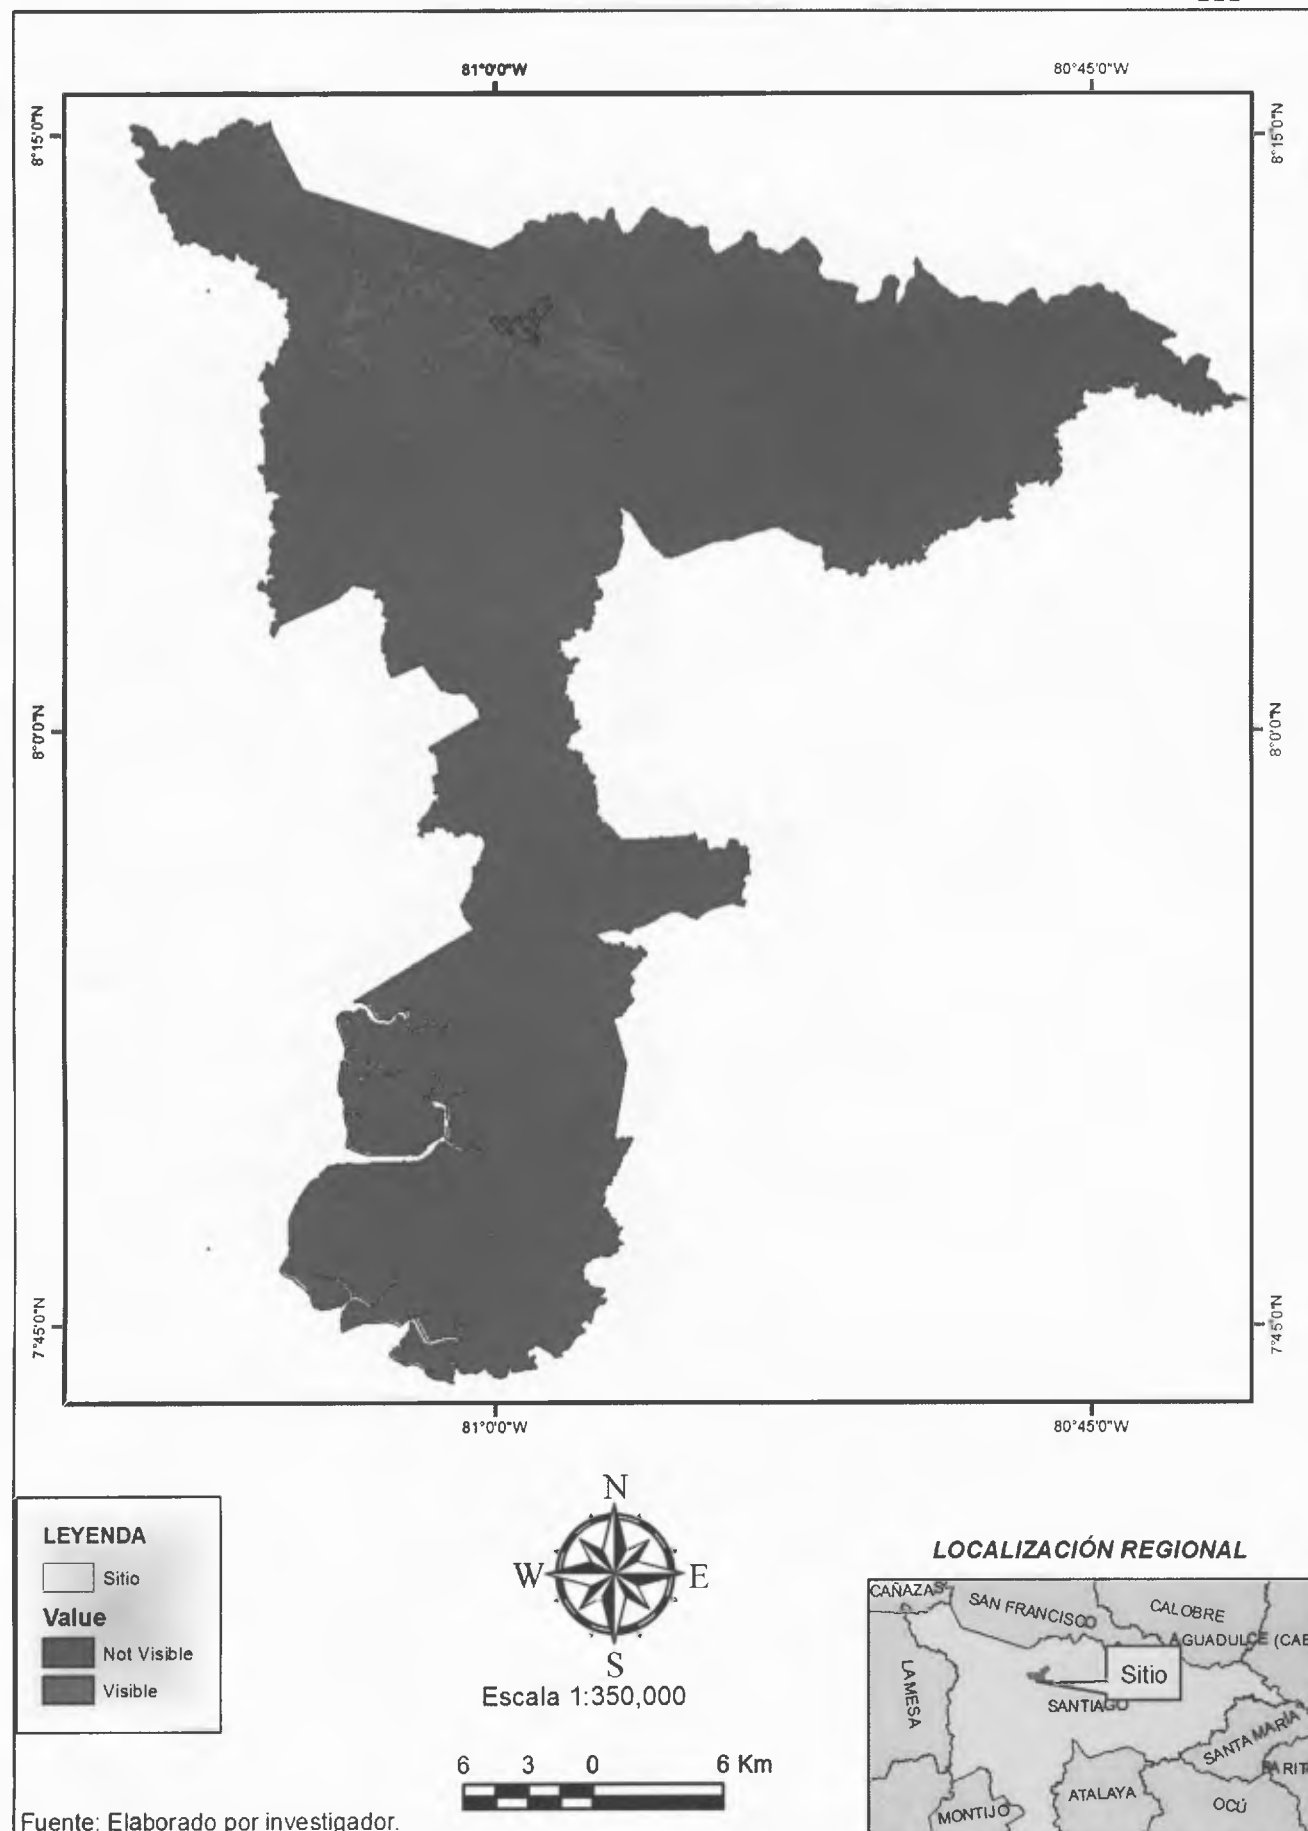 81°0'0"W
80°45'0"W
8°15'0"N
8°15'0"N
8°0'0"N
8°0'0"N
7°45'0"N
7°45'0"N
81°0'0"W
80°45'0"W
LEYENDA
Sitio
Value
Not Visible
Visible
N
W
E
S
Escala 1:350,000
6 3 0 6 Km
Fuente: Elaborado por investigador.
LOCALIZACIÓN REGIONAL
CAÑAZAS
SAN FRANCISCO
CALOBRE
AGUADULCE (CAB
LA MESA
Sitio
SANTIAGO
SANTA MARÍA
PARIT
ATALAYA
OCÚ
MONTIJO